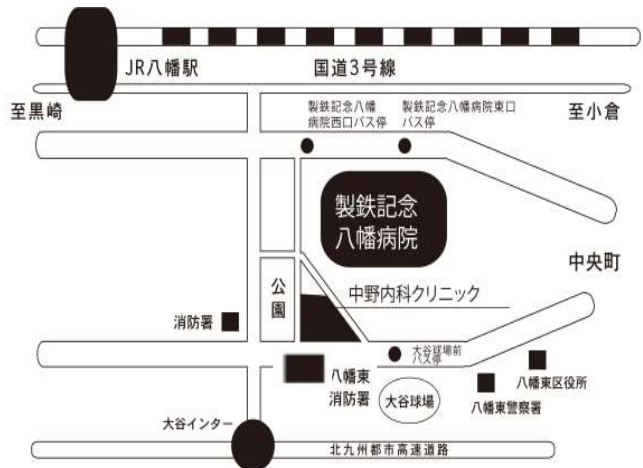 JR八幡駅
国道3号線
至黒崎
製鉄記念八幡
病院西口バス停
製鉄記念八幡病院東口
バス停
至小倉
製鉄記念
八幡病院
中央町
公
園
中野内科クリニック
消防署
大谷球場前
バス停
八幡東
消防署
大谷球場
八幡東区役所
八幡東警察署
大谷インター
北九州都市高速道路